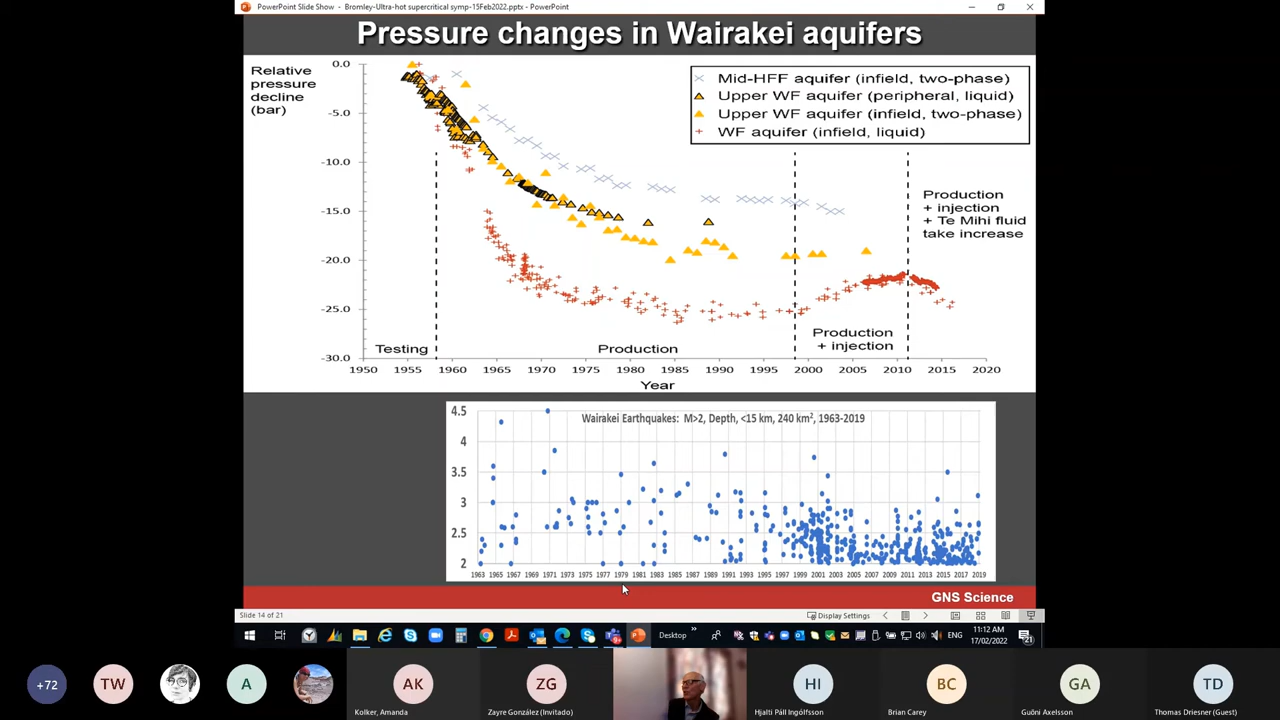 PowerPoint Slide Show - Bromley-Ultra-hot supercritical symp-15Feb2022.pptx - PowerPoint
Pressure changes in Wairakei aquifers
Relative
pressure
decline
(bar)
0.0
-5.0
-10.0
-15.0
-20.0
-25.0
-30.0
Mid-HFF aquifer (infield, two-phase)
Upper WF aquifer (peripheral, liquid)
Upper WF aquifer (infield, two-phase)
WF aquifer (infield, liquid)
Production
+ injection
+ Te Mihi fluid
take increase
Testing
Production
Production
+ injection
1950 1955 1960 1965 1970 1975 1980 1985 1990 1995 2000 2005 2010 2015 2020
Year
Wairakei Earthquakes: M>2, Depth, <15 km, 240 km², 1963-2019
4.5
4
3.5
3
2.5
2
1963 1965 1967 1969 1971 1973 1975 1977 1979 1981 1983 1985 1987 1989 1991 1993 1995 1997 1999 2001 2003 2005 2007 2009 2011 2013 2015 2017 2019
GNS Science
Slide 14 of 21
Display Settings
Desktop
ENG
11:12 AM
17/02/2022
21
+72
TW
A
AK
Kolker, Amanda
ZG
Zayre González (Invitado)
HI
Hjalti Páll Ingólfsson
BC
Brian Carey
GA
Guðni Axelsson
TD
Thomas Driesner (Guest)